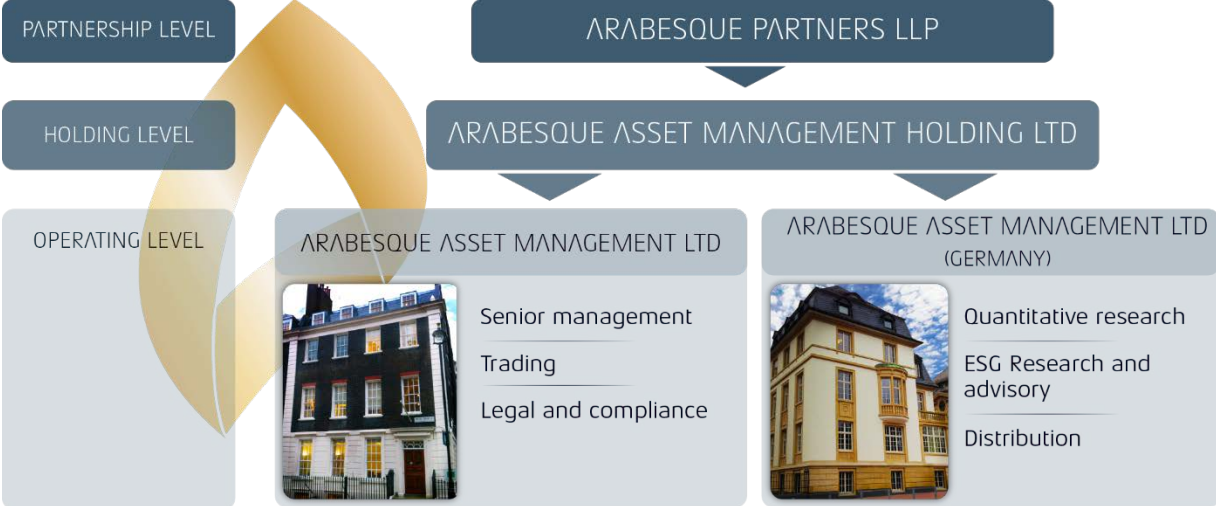 PARTNERSHIP LEVEL
ARABESQUE PARTNERS LLP
HOLDING LEVEL
ARABESQUE ASSET MANAGEMENT HOLDING LTD
OPERATING LEVEL
ARABESQUE ASSET MANAGEMENT LTD
Senior management
Trading
Legal and compliance
ARABESQUE ASSET MANAGEMENT LTD
(GERMANY)
Quantitative research
ESG Research and
advisory
Distribution